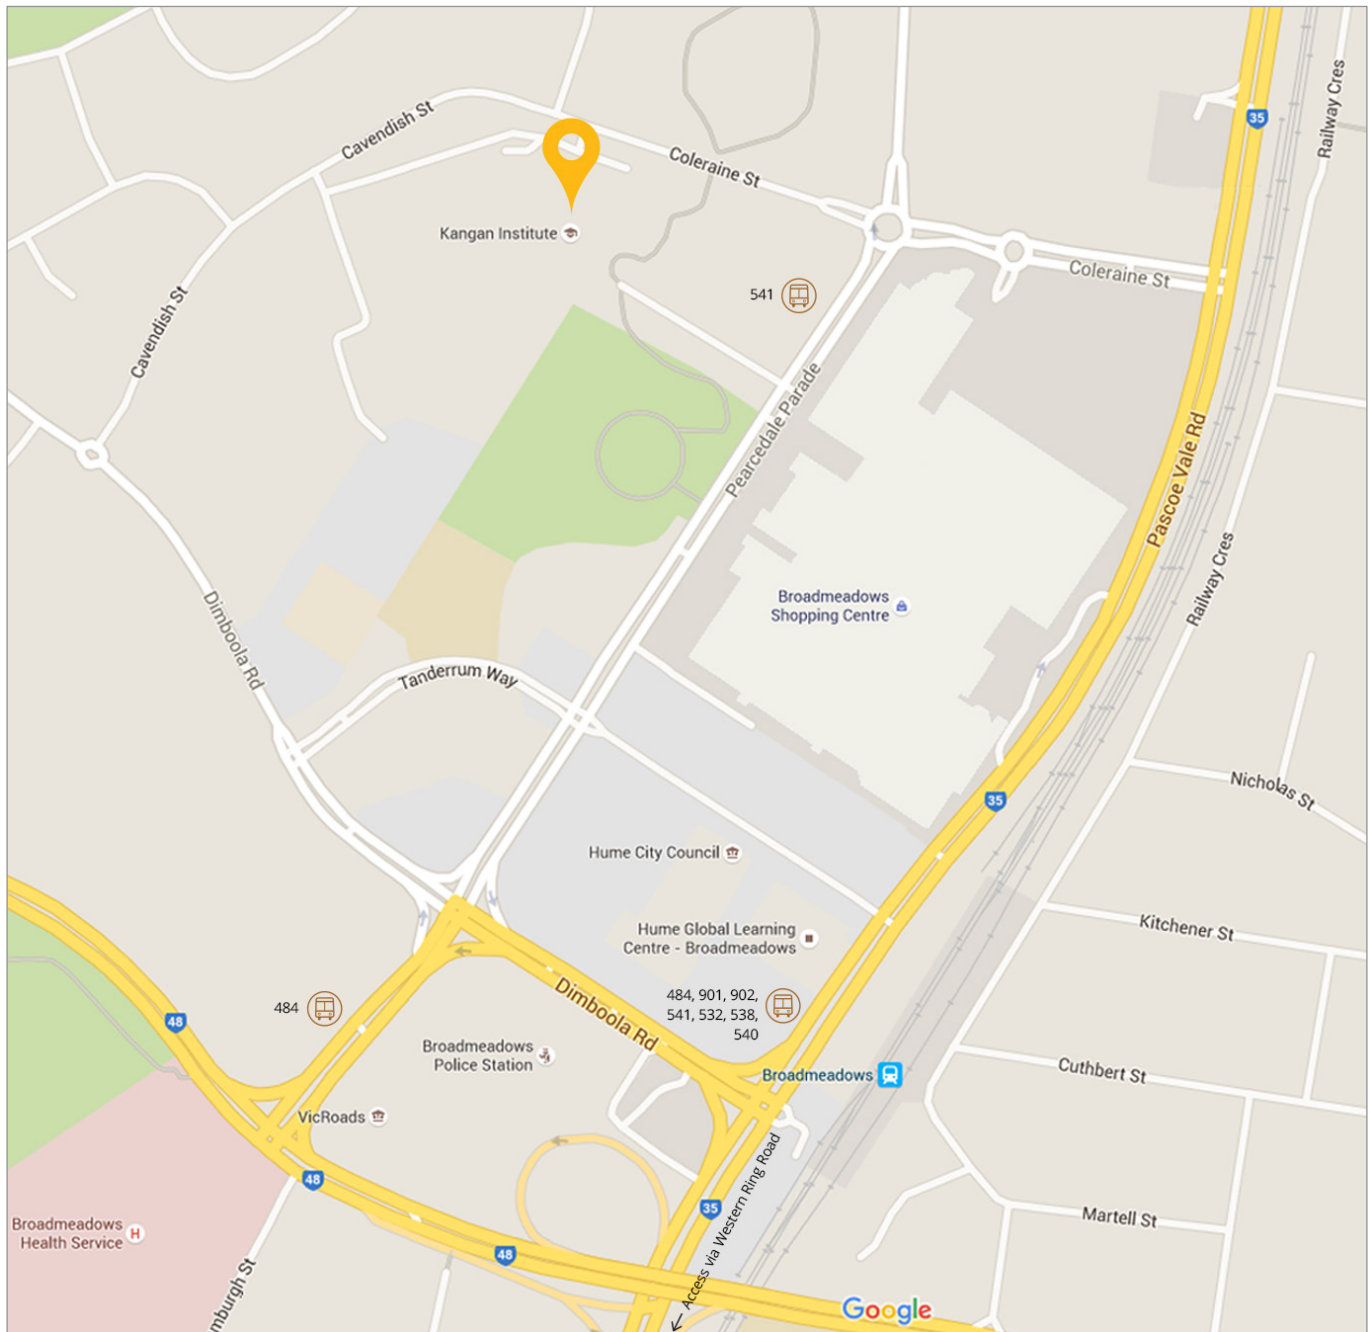 35
Railway Cres
Cavendish St
Coleraine St
Kangan Institute
Coleraine St
541
Cavendish St
Pearcedale Parade
Pascoe Vale Rd
Railway Cres
Broadmeadows
Shopping Centre
Dimboola Rd
Tanderrum Way
Nicholas St
35
Hume City Council
Kitchener St
Hume Global Learning
Centre - Broadmeadows
484
48
Dimboola Rd
484, 901, 902,
541, 532, 538,
540
Broadmeadows
Police Station
Broadmeadows
Cuthbert St
VicRoads
48
35
Access via Western Ring Road
Martell St
Broadmeadows
Health Service
H
48
mburgh St
Google